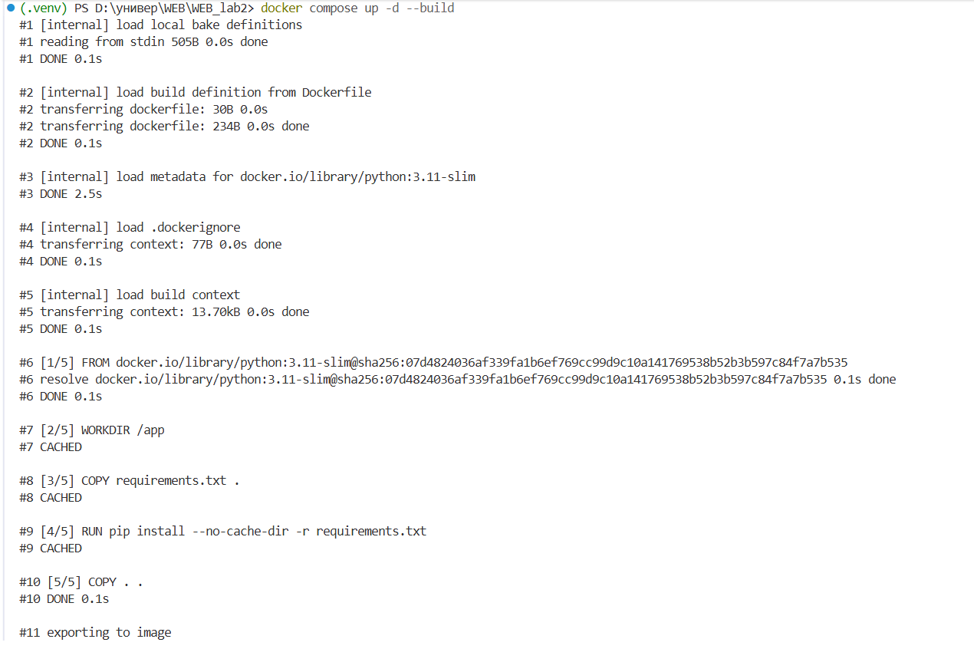 (.venv) PS D:\универ\WEB\WEB_lab2> docker compose up -d --build
#1 [internal] load local bake definitions
#1 reading from stdin 505B 0.0s done
#1 DONE 0.1s
#2 [internal] load build definition from Dockerfile
#2 transferring dockerfile: 30B 0.0s
#2 transferring dockerfile: 234B 0.0s done
#2 DONE 0.1s
#3 [internal] load metadata for docker.io/library/python:3.11-slim
#3 DONE 2.5s
#4 [internal] load .dockerignore
#4 transferring context: 77B 0.0s done
#4 DONE 0.1s
#5 [internal] load build context
#5 transferring context: 13.70kB 0.0s done
#5 DONE 0.1s
#6 [1/5] FROM docker.io/library/python:3.11-slim@sha256:07d4824036af339fa1b6ef769cc99d9c10a141769538b52b3b597c84f7a7b535
#6 resolve docker.io/library/python:3.11-slim@sha256:07d4824036af339fa1b6ef769cc99d9c10a141769538b52b3b597c84f7a7b535 0.1s done
#6 DONE 0.1s
#7 [2/5] WORKDIR /app
#7 CACHED
#8 [3/5] COPY requirements.txt .
#8 CACHED
#9 [4/5] RUN pip install --no-cache-dir -r requirements.txt
#9 CACHED
#10 [5/5] COPY . .
#10 DONE 0.1s
#11 exporting to image